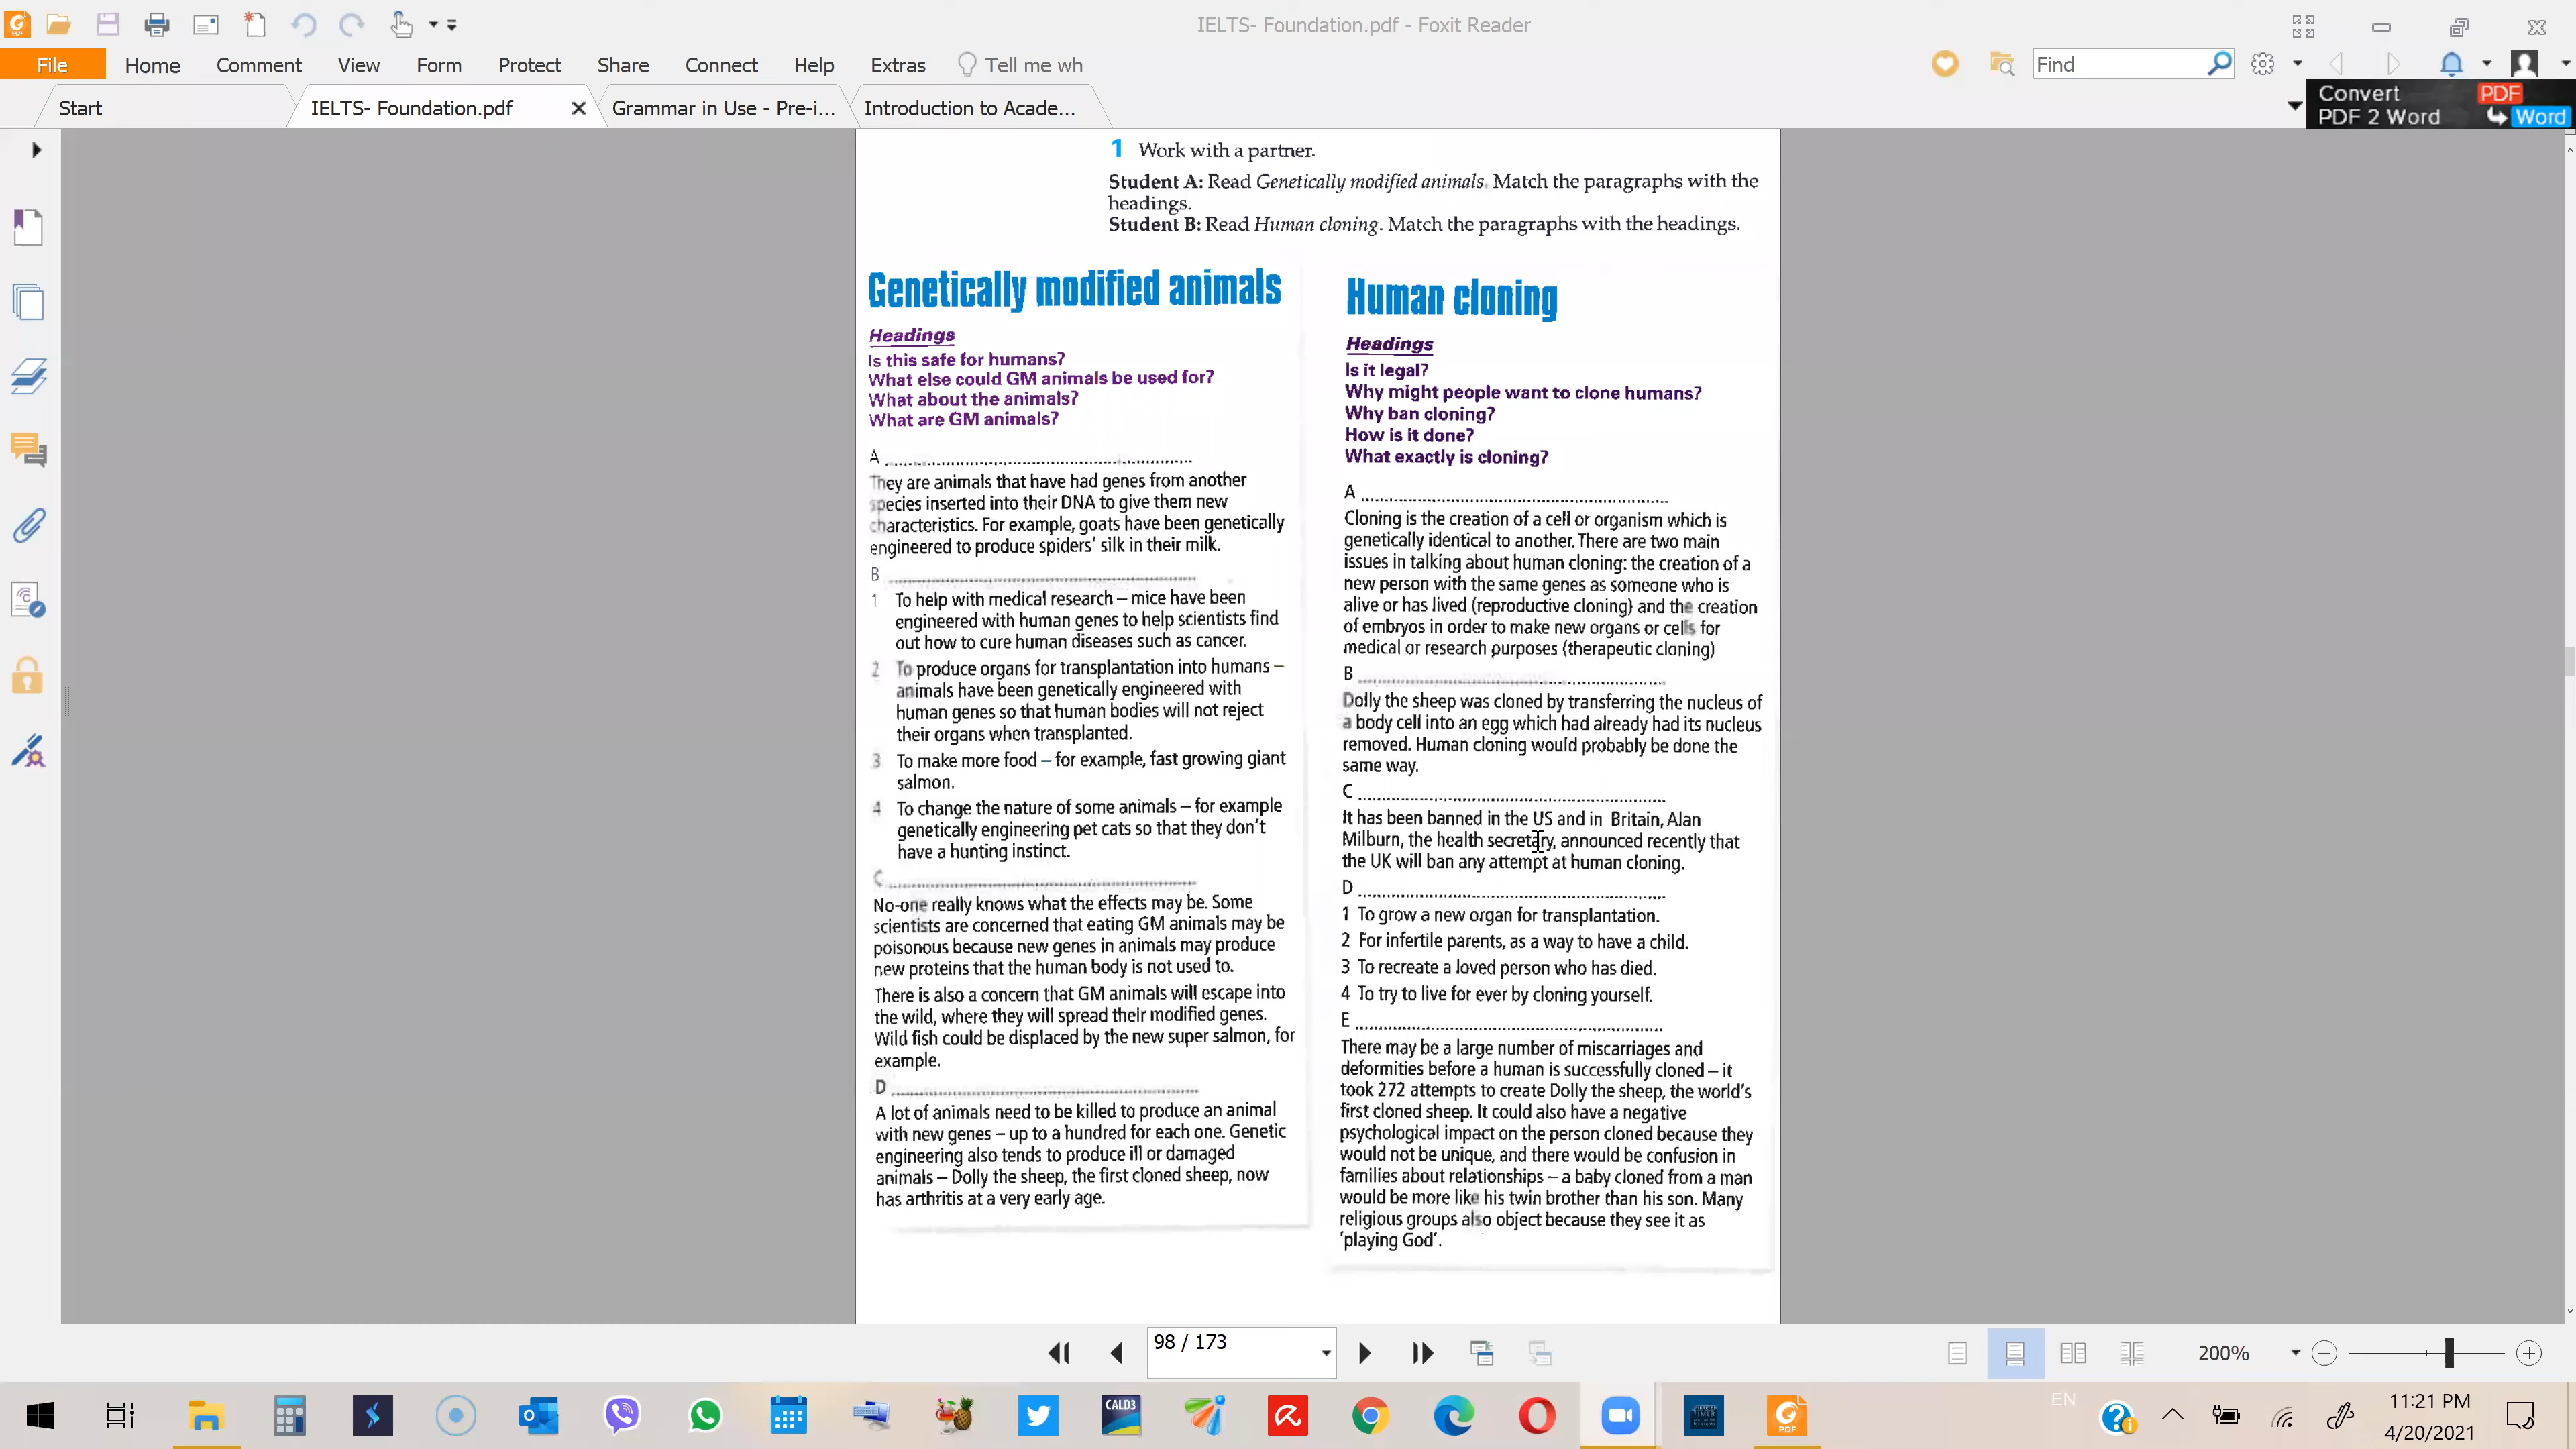 IELTS- Foundation.pdf - Foxit Reader
File Home Comment View Form Protect Share Connect Help Extras Tell me wh
Find
Start
IELTS- Foundation.pdf
Grammar in Use - Pre-i...
Introduction to Acade...
Convert PDF
PDF 2 Word Word
1 Work with a partner.
Student A: Read Genetically modified animals. Match the paragraphs with the
headings.
Student B: Read Human cloning. Match the paragraphs with the headings.
Genetically modified animals
Headings
Is this safe for humans?
What else could GM animals be used for?
What about the animals?
What are GM animals?
A ....................
They are animals that have had genes from another
species inserted into their DNA to give them new
characteristics. For example, goats have been genetically
engineered to produce spiders' silk in their milk.
B ....................
1 To help with medical research – mice have been
engineered with human genes to help scientists find
out how to cure human diseases such as cancer.
2 To produce organs for transplantation into humans –
animals have been genetically engineered with
human genes so that human bodies will not reject
their organs when transplanted.
3 To make more food – for example, fast growing giant
salmon.
4 To change the nature of some animals – for example
genetically engineering pet cats so that they don't
have a hunting instinct.
C ....................
No-one really knows what the effects may be. Some
scientists are concerned that eating GM animals may be
poisonous because new genes in animals may produce
new proteins that the human body is not used to.
There is also a concern that GM animals will escape into
the wild, where they will spread their modified genes.
Wild fish could be displaced by the new super salmon, for
example.
D ....................
A lot of animals need to be killed to produce an animal
with new genes – up to a hundred for each one. Genetic
engineering also tends to produce ill or damaged
animals – Dolly the sheep, the first cloned sheep, now
has arthritis at a very early age.
Human cloning
Headings
Is it legal?
Why might people want to clone humans?
Why ban cloning?
How is it done?
What exactly is cloning?
A ....................
Cloning is the creation of a cell or organism which is
genetically identical to another. There are two main
issues in talking about human cloning: the creation of a
new person with the same genes as someone who is
alive or has lived (reproductive cloning) and the creation
of embryos in order to make new organs or cells for
medical or research purposes (therapeutic cloning)
B ....................
Dolly the sheep was cloned by transferring the nucleus of
a body cell into an egg which had already had its nucleus
removed. Human cloning would probably be done the
same way.
C ....................
It has been banned in the US and in Britain, Alan
Milburn, the health secretary, announced recently that
the UK will ban any attempt at human cloning.
D ....................
1 To grow a new organ for transplantation.
2 For infertile parents, as a way to have a child.
3 To recreate a loved person who has died.
4 To try to live for ever by cloning yourself.
E ....................
There may be a large number of miscarriages and
deformities before a human is successfully cloned – it
took 272 attempts to create Dolly the sheep, the world's
first cloned sheep. It could also have a negative
psychological impact on the person cloned because they
would not be unique, and there would be confusion in
families about relationships – a baby cloned from a man
would be more like his twin brother than his son. Many
religious groups also object because they see it as
'playing God'.
98 / 173
200%
CALD3
PDF
EN
11:21 PM
4/20/2021